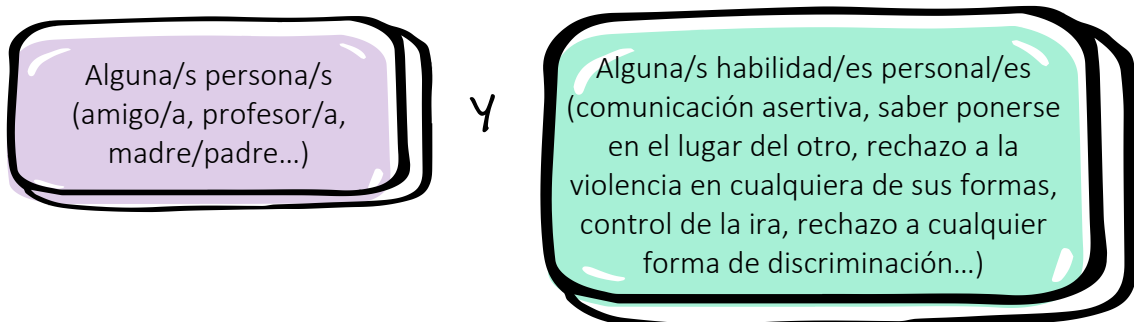 Alguna/s persona/s
(amigo/a, profesor/a,
madre/padre…)
y
Alguna/s habilidad/es personal/es
(comunicación asertiva, saber ponerse
en el lugar del otro, rechazo a la
violencia en cualquiera de sus formas,
control de la ira, rechazo a cualquier
forma de discriminación…)